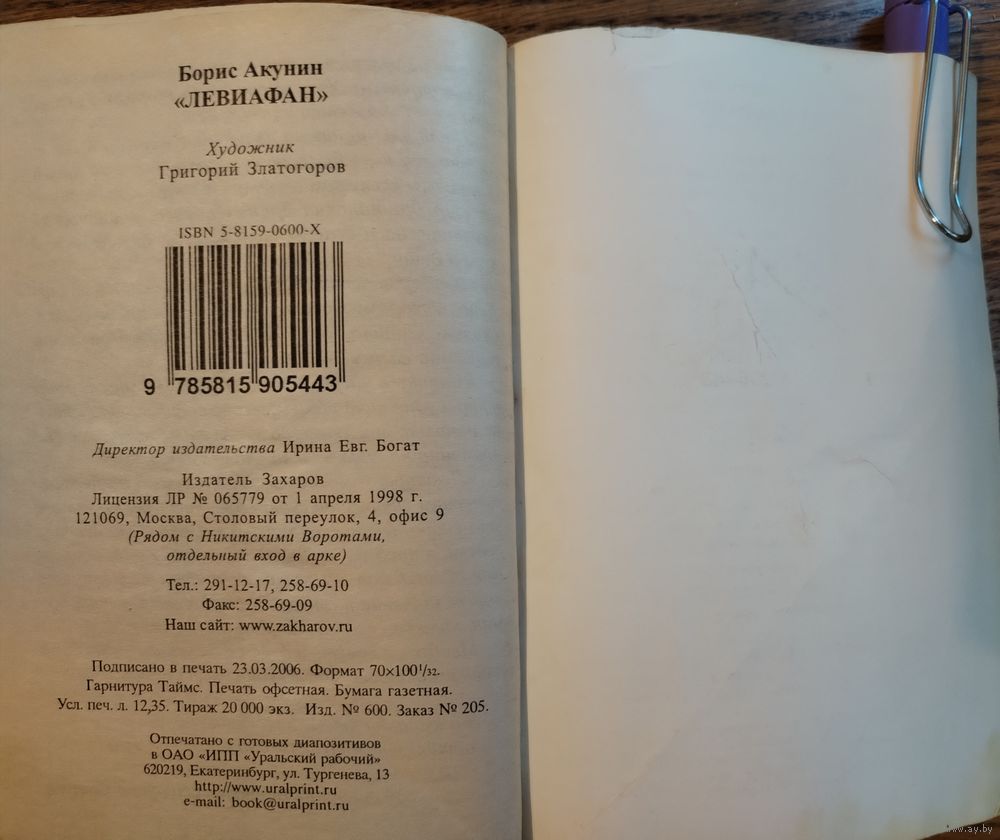 Борис Акунин
«ЛЕВИАФАН»
Художник
Григорий Златогоров
ISBN 5-8159-0600-X
9 785815 905443
Директор издательства Ирина Евг. Богат
Издатель Захаров
Лицензия ЛР № 065779 от 1 апреля 1998 г.
121069, Москва, Столовый переулок, 4, офис 9
(Рядом с Никитскими Воротами,
отдельный вход в арке)
Тел.: 291-12-17, 258-69-10
Факс: 258-69-09
Наш сайт: www.zakharov.ru
Подписано в печать 23.03.2006. Формат 70×100 1/32.
Гарнитура Таймс. Печать офсетная. Бумага газетная.
Усл. печ. л. 12,35. Тираж 20 000 экз. Изд. № 600. Заказ № 205.
Отпечатано с готовых диапозитивов
в ОАО «ИПП «Уральский рабочий»
620219, Екатеринбург, ул. Тургенева, 13
http://www.uralprint.ru
e-mail: book@uralprint.ru
www.ay.by